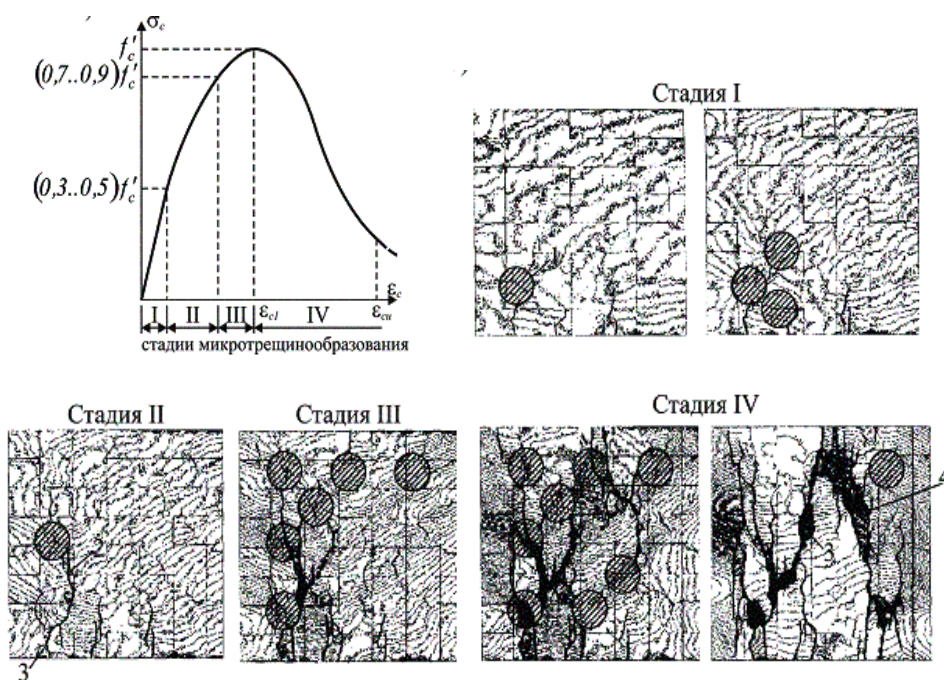 σc
f'c
(0,7..0,9)f'c
(0,3..0,5)f'c
εc
I II III εc1 IV εcu
стадии микротрещинообразования
Стадия I
Стадия II
Стадия III
Стадия IV
3
4